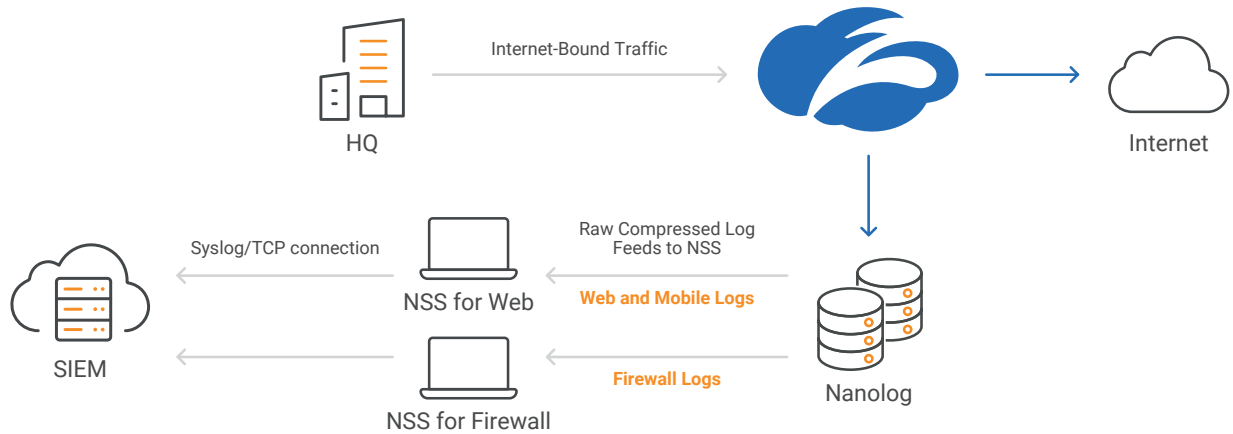 Internet-Bound Traffic
HQ
Internet
Syslog/TCP connection
Raw Compressed Log
Feeds to NSS
NSS for Web
Web and Mobile Logs
SIEM
Firewall Logs
Nanolog
NSS for Firewall